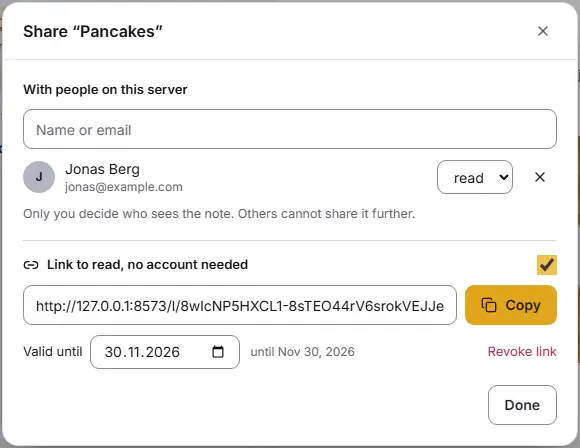 Share “Pancakes”
With people on this server
Name or email
J
Jonas Berg
read
jonas@example.com
Only you decide who sees the note. Others cannot share it further.
Link to read, no account needed
http://127.0.0.1:8573/l/8wIcNP5HXCL1-8sTEO44rV6srokVEJJe
Copy
Valid until 30.11.2026 until Nov 30, 2026 Revoke link
Done